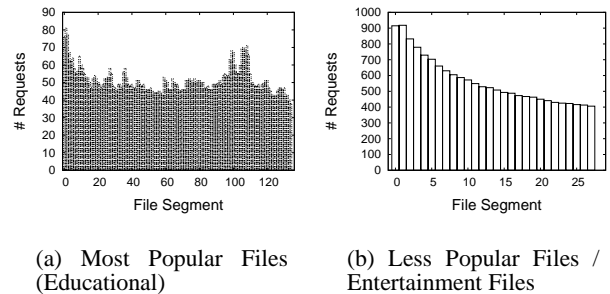 90
80
70
60
50
40
30
20
10
0
# Requests
0 20 40 60 80 100 120
File Segment
1000
900
800
700
600
500
400
300
200
100
0
# Requests
0 5 10 15 20 25
File Segment
(a) Most Popular Files
(Educational)
(b) Less Popular Files /
Entertainment Files